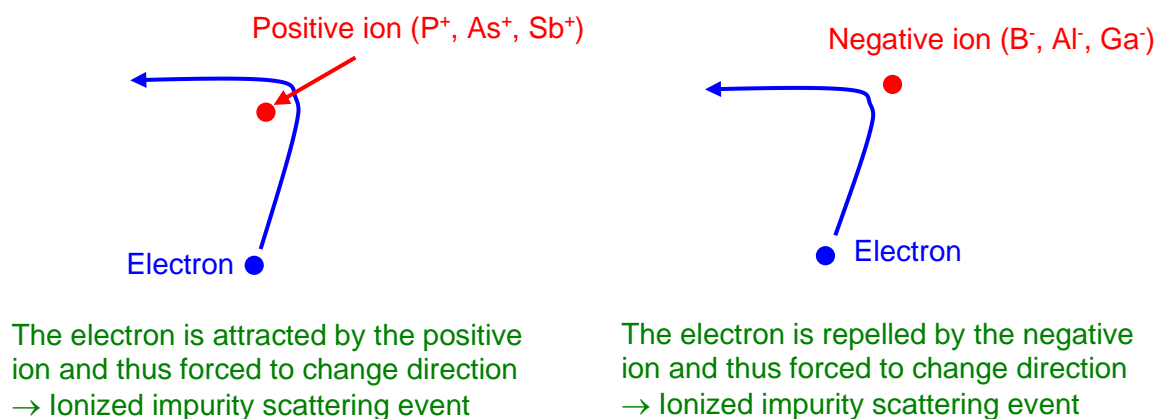 Positive ion (P⁺, As⁺, Sb⁺)
Electron
The electron is attracted by the positive
ion and thus forced to change direction
→ Ionized impurity scattering event
Negative ion (B⁻, Al⁻, Ga⁻)
Electron
The electron is repelled by the negative
ion and thus forced to change direction
→ Ionized impurity scattering event